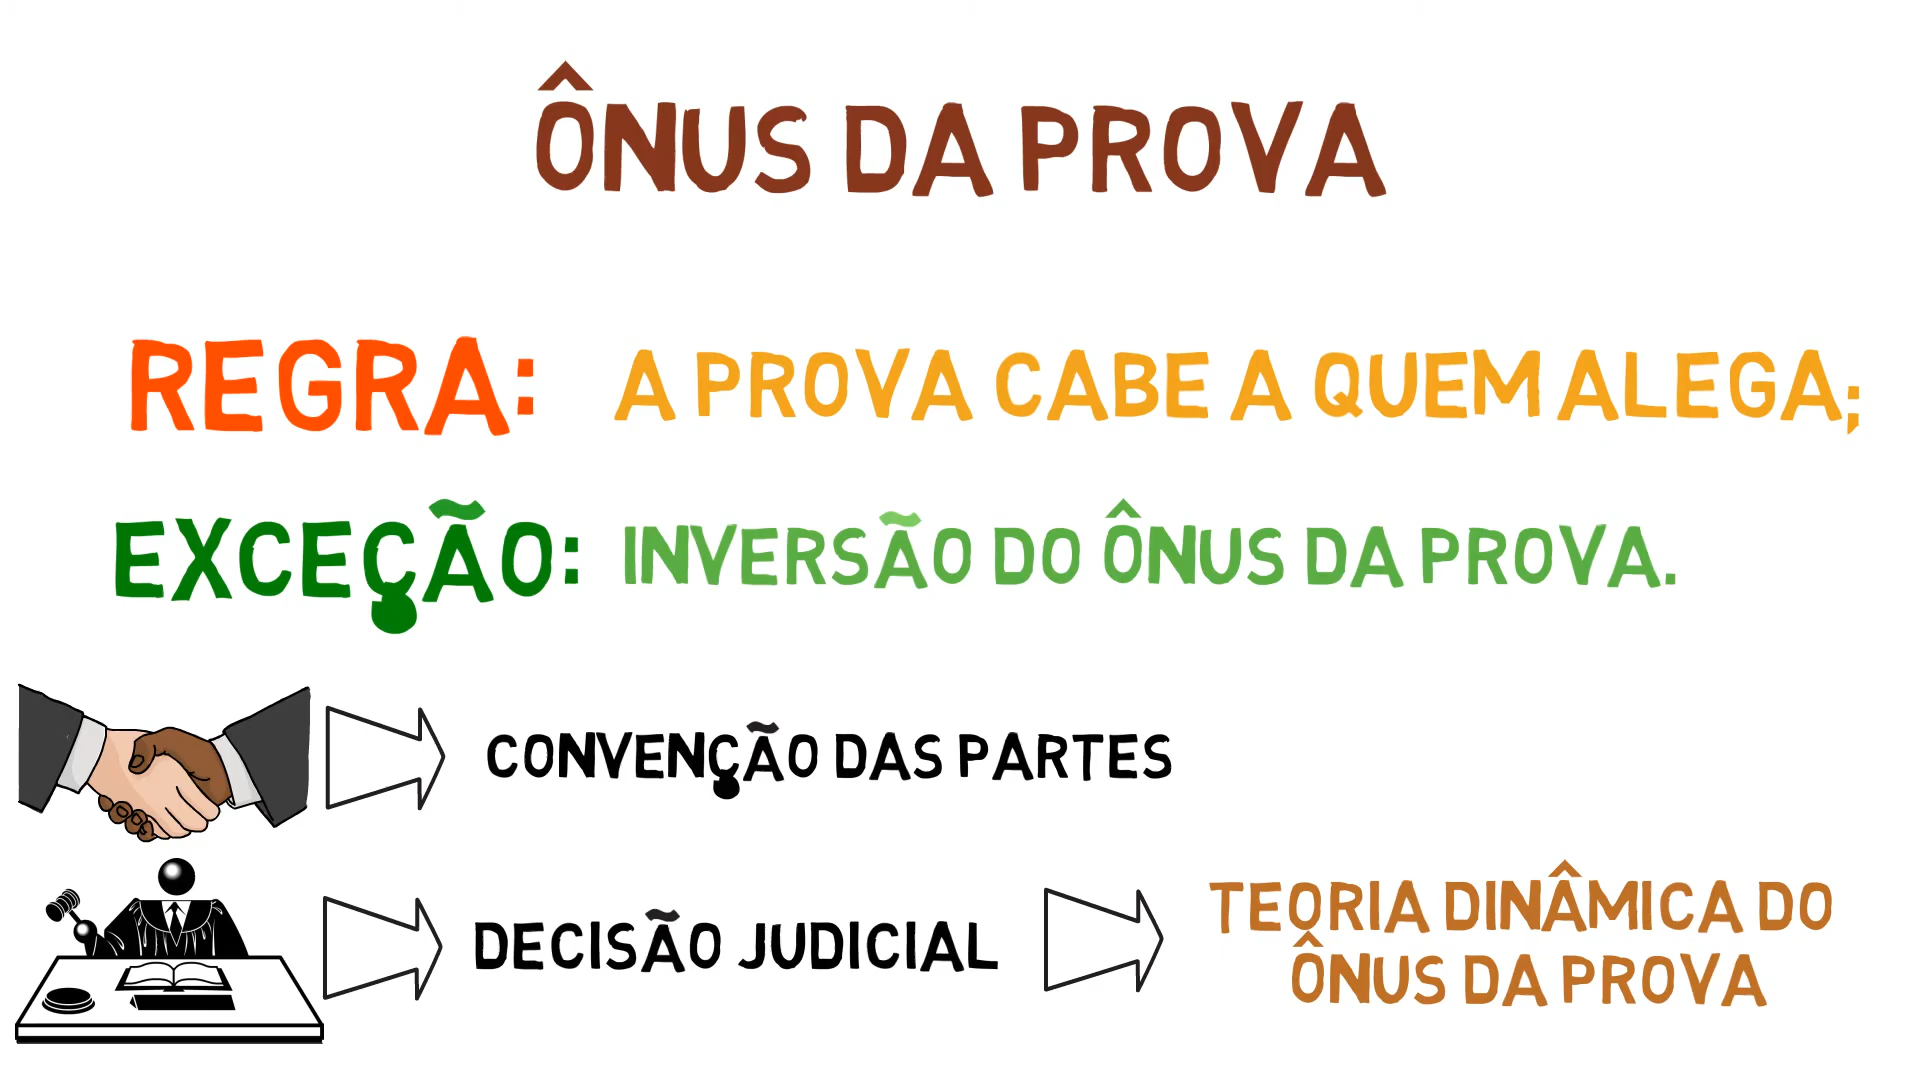 ÔNUS DA PROVA
REGRA: A PROVA CABE A QUEM ALEGA;
EXCEÇÃO: INVERSÃO DO ÔNUS DA PROVA.
CONVENÇÃO DAS PARTES
DECISÃO JUDICIAL
TEORIA DINÂMICA DO
ÔNUS DA PROVA